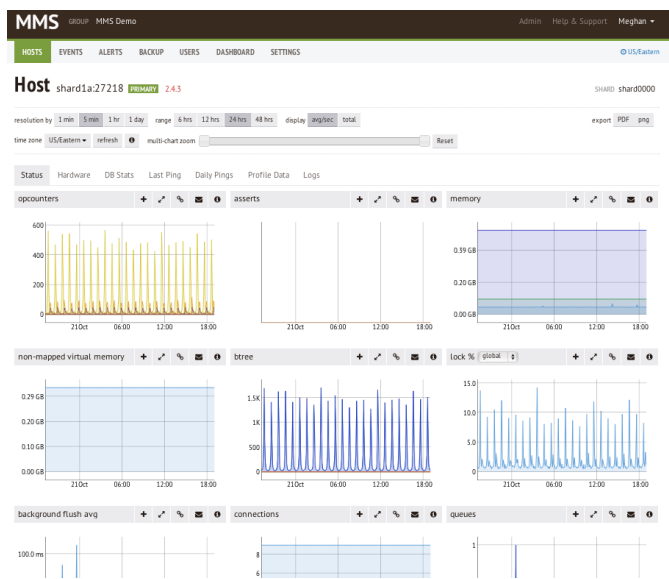 MMS GROUP MMS Demo Admin Help & Support Meghan
HOSTS EVENTS ALERTS BACKUP USERS DASHBOARD SETTINGS US/Eastern
Host shard1a:27218 PRIMARY 2.4.3 SHARD shard0000
resolution by 1 min 5 min 1 hr 1 day range 6 hrs 12 hrs 24 hrs 48 hrs display avg/sec total export PDF png
time zone US/Eastern refresh multi-chart zoom Reset
Status Hardware DB Stats Last Ping Daily Pings Profile Data Logs
opcounters asserts memory
600
400
200
0
21Oct 06:00 12:00 18:00
21Oct 06:00 12:00 18:00
0.39 GB
0.20 GB
0.00 GB
21Oct 06:00 12:00 18:00
non-mapped virtual memory btree lock % global
0.29 GB
0.20 GB
0.10 GB
0.00 GB
21Oct 06:00 12:00 18:00
1.5K
1K
500
0
21Oct 06:00 12:00 18:00
15.0
10.0
5.0
0
21Oct 06:00 12:00 18:00
background flush avg connections queues
100.0 ms
8
6
1